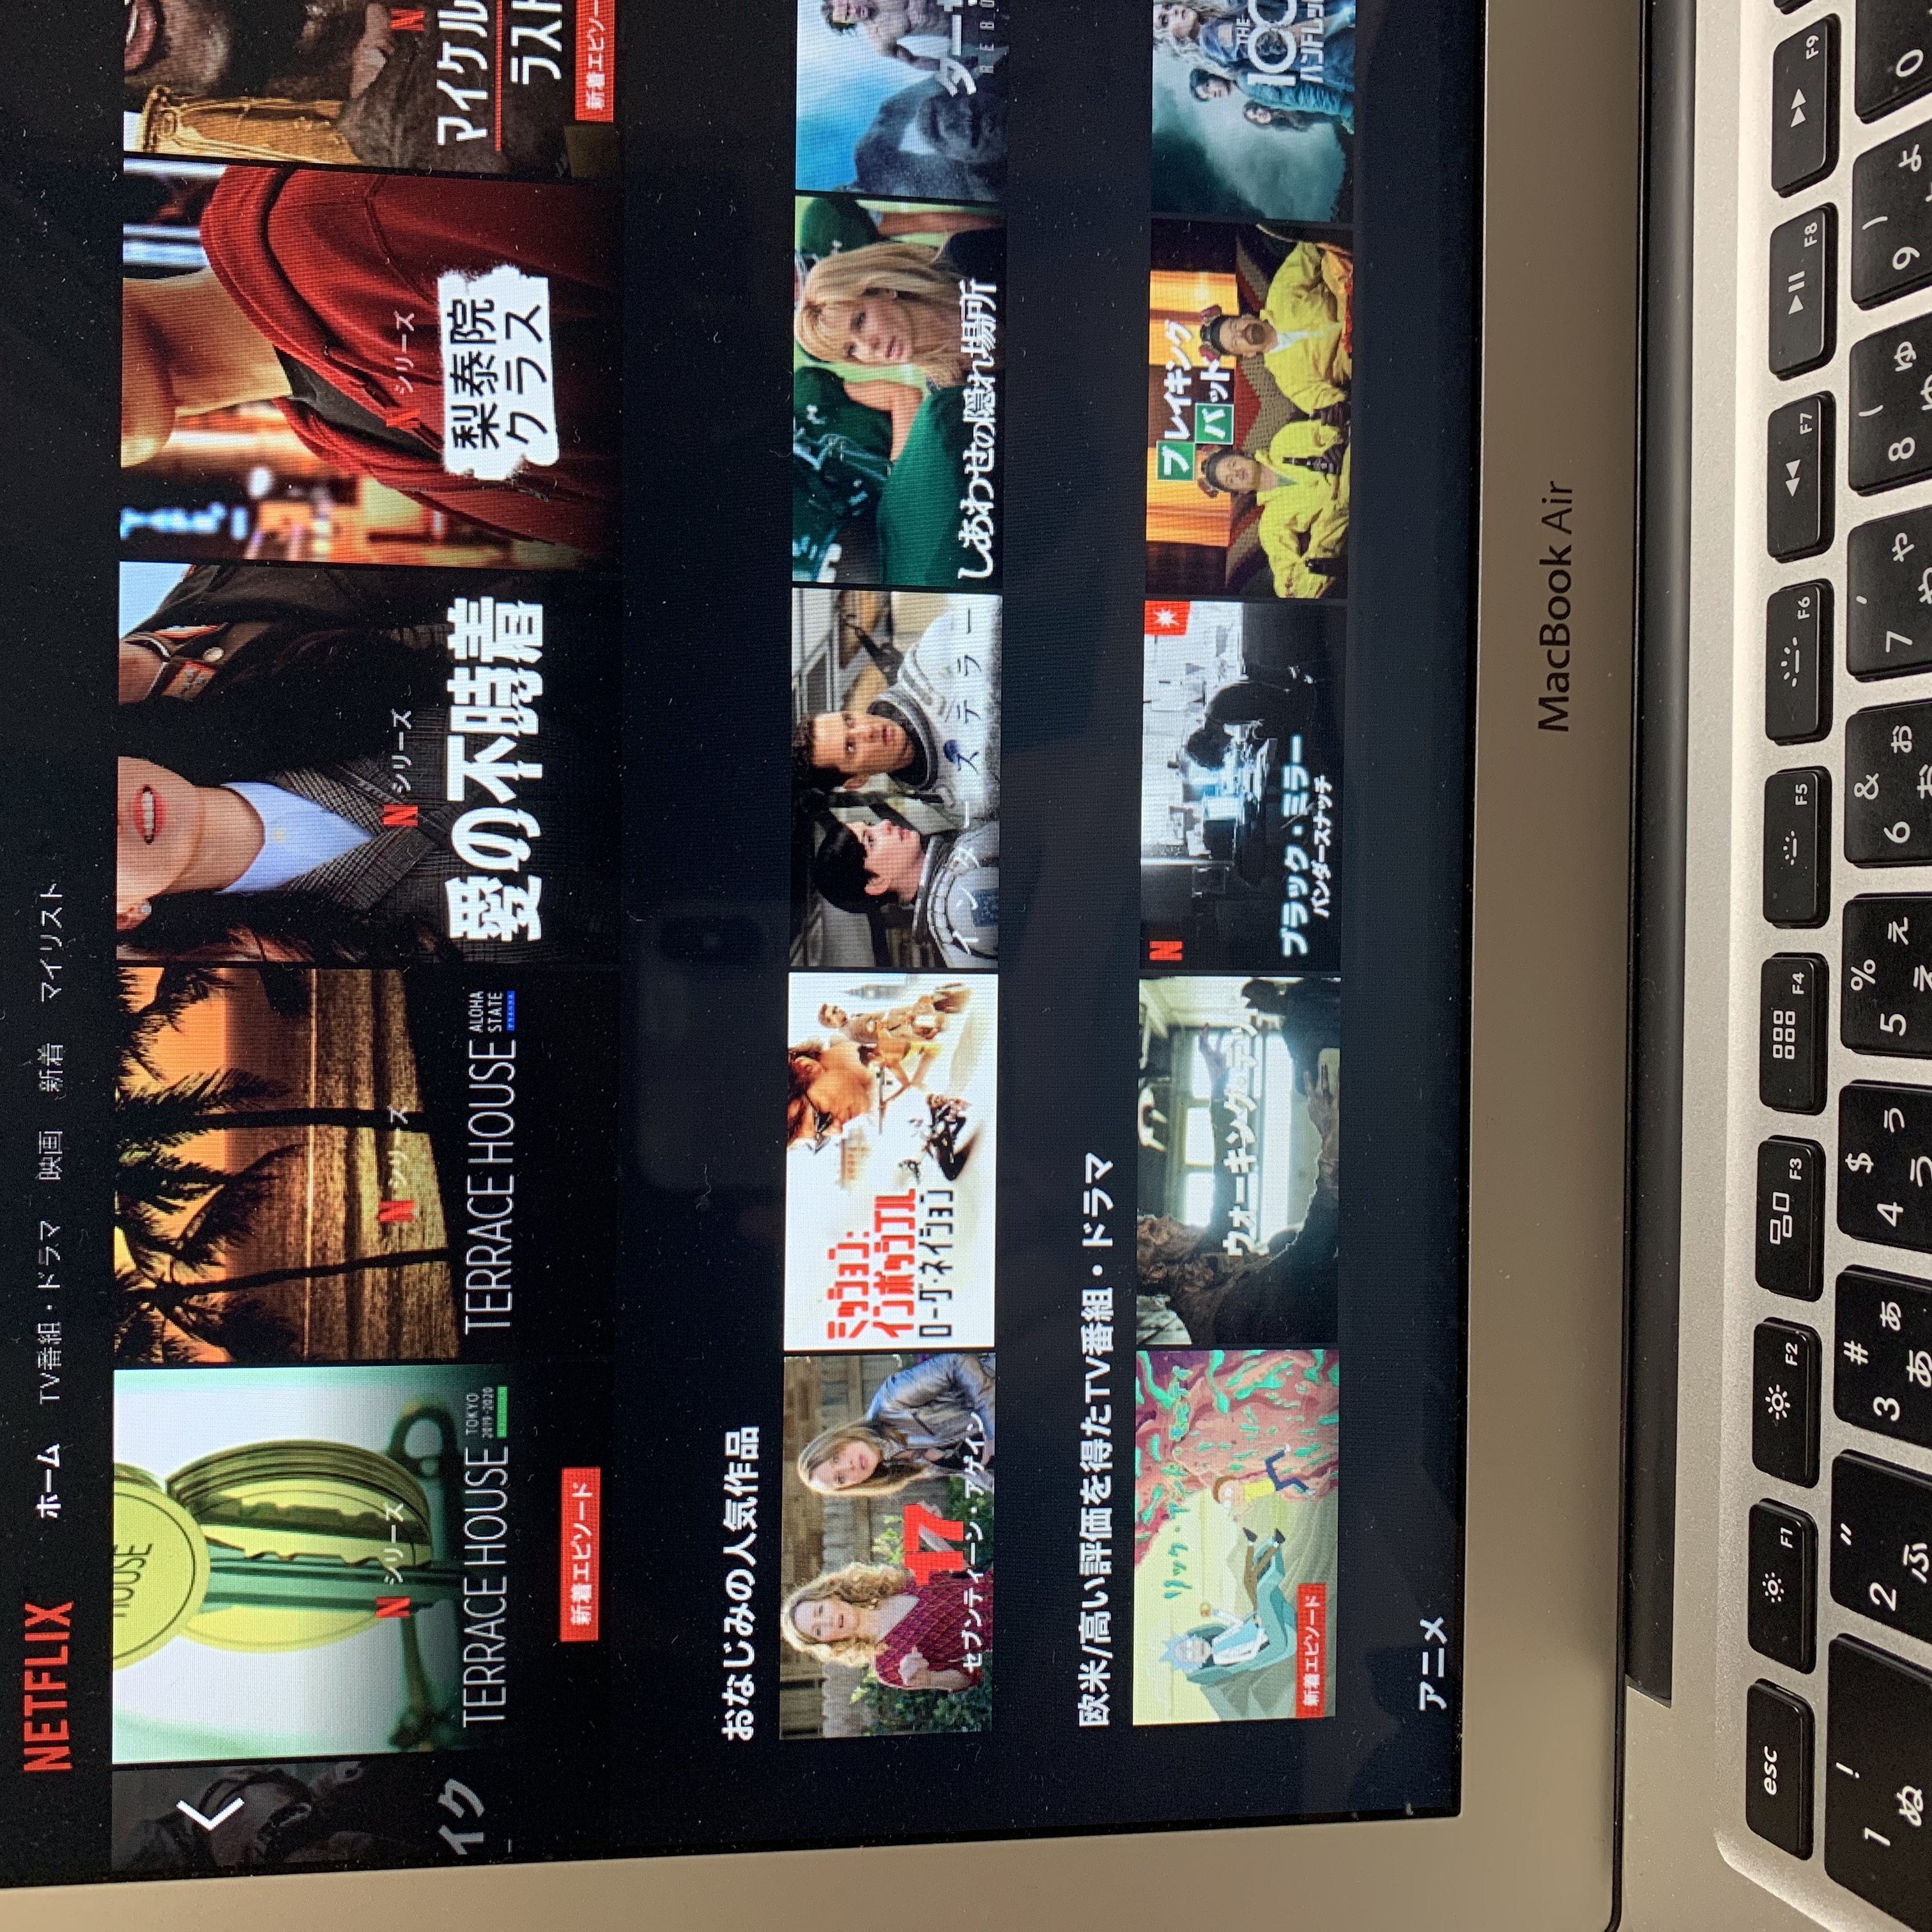 NETFLIX
ホーム TV番組・ドラマ 映画 新着 マイリスト
HOUSE
イク
シリーズ
TERRACE HOUSE
TOKYO
2019-2020
新着エピソード
シリーズ
TERRACE HOUSE
ALOHA
STATE
シリーズ
愛の不時着
シリーズ
梨泰院
クラス
マイケル
ラスト
新着エピソー
おなじみの人気作品
17
セブンティーン・アゲイン
ミッション:
インポッシブル
ローグ・ネイション
インターステラー
しあわせの隠れ場所
ター
REBO
欧米/高い評価を得たTV番組・ドラマ
リック・アンド・モーティ
新着エピソード
ウォーキング・デッド
N
ブラック・ミラー
バンダースナッチ
ブレイキング
バッド
THE
100
ハンドレッ
アニメ
MacBook Air
esc F1 F2 F3 F4 F5 F6 F7 F8 F9
! " # $ % & ' ( )
1 2 3 あ 4 ぅ 5 ぇ 6 ぉ 7 ゃ 8 ゅ 9 ょ 0
ぬ ふ あ う え お や ゆ